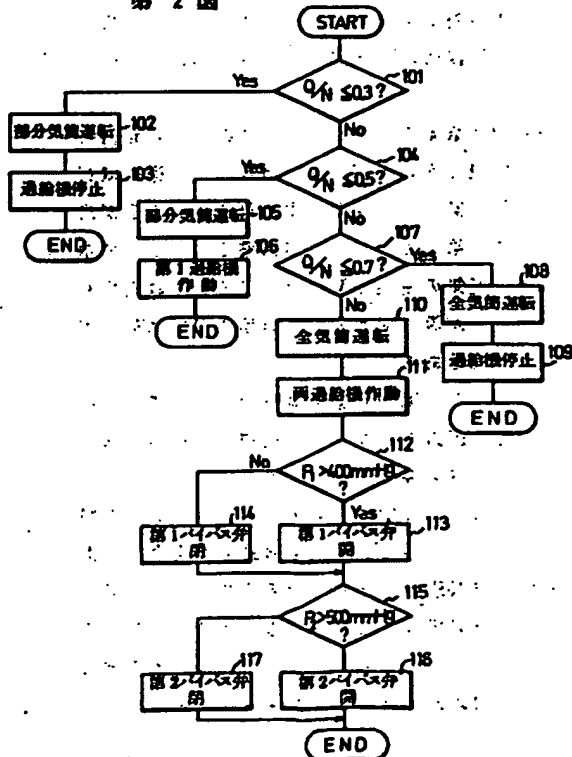 第 2 図
START
Q/N ≤0.3?
101
Yes
No
部分気筒運転
102
過給機停止
103
END
Q/N ≤0.5?
104
Yes
No
部分気筒運転
105
第1過給機
作動
106
END
Q/N ≤0.7?
107
Yes
No
全気筒運転
108
過給機停止
109
END
全気筒運転
110
両過給機作動
111
112
>400mmHg
?
No
Yes
第1バイパス弁
閉
114
第1バイパス弁
開
113
115
>500mmHg
?
第2バイパス弁
閉
117
第2バイパス弁
開
116
END